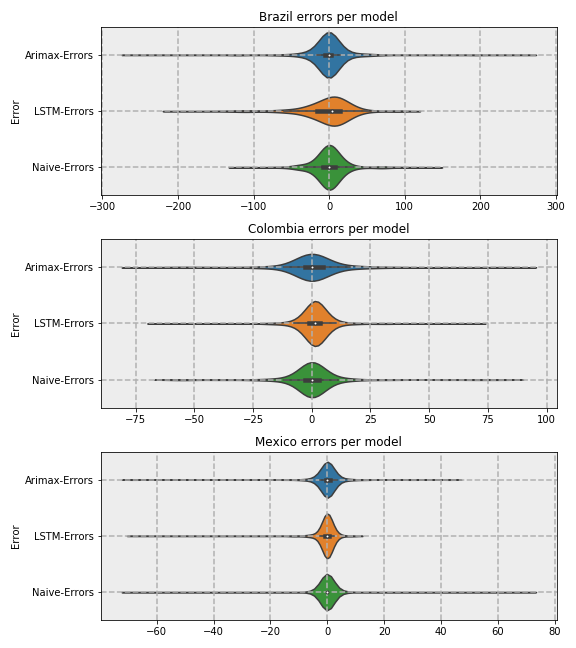 Brazil errors per model
Error
Arimax-Errors
LSTM-Errors
Naive-Errors
−300 −200 −100 0 100 200 300
Colombia errors per model
Error
Arimax-Errors
LSTM-Errors
Naive-Errors
−75 −50 −25 0 25 50 75 100
Mexico errors per model
Error
Arimax-Errors
LSTM-Errors
Naive-Errors
−60 −40 −20 0 20 40 60 80